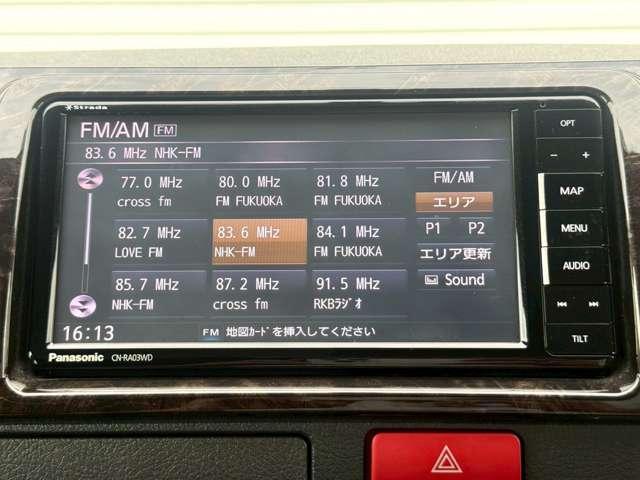 Strada
OPT
FM/AM FM
83.6 MHz NHK-FM
− +
77.0 MHz 80.0 MHz 81.8 MHz FM/AM
cross fm FM FUKUOKA FM FUKUOKA エリア
MAP
82.7 MHz 83.6 MHz 84.1 MHz P1 P2
MENU
LOVE FM NHK-FM FM FUKUOKA エリア更新
AUDIO
85.7 MHz 87.2 MHz 91.5 MHz Sound
NHK-FM cross fm RKBﾗｼﾞｵ
16:13 FM 地図ｶｰﾄﾞを挿入してください
TILT
Panasonic CN-RA03WD